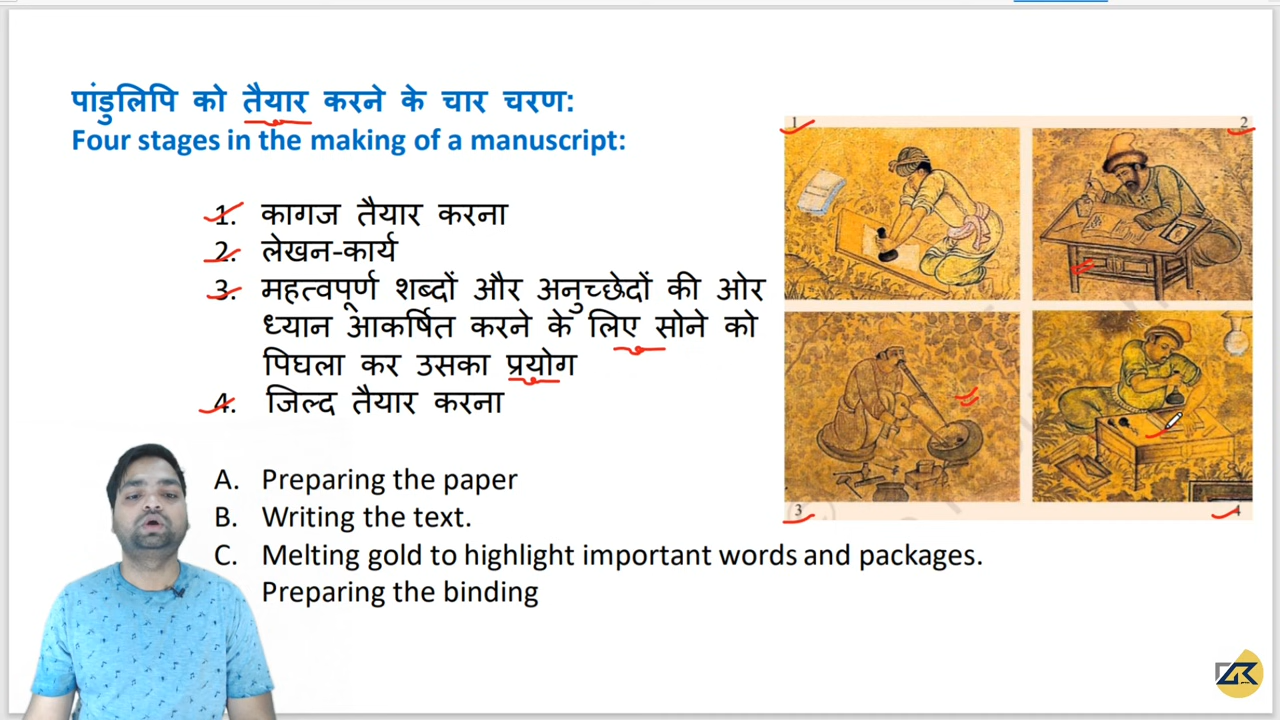 पांडुलिपि को तैयार करने के चार चरण:
Four stages in the making of a manuscript:
1. कागज तैयार करना
2. लेखन-कार्य
3. महत्वपूर्ण शब्दों और अनुच्छेदों की ओर
ध्यान आकर्षित करने के लिए सोने को
पिघला कर उसका प्रयोग
4. जिल्द तैयार करना
A. Preparing the paper
B. Writing the text.
C. Melting gold to highlight important words and packages.
Preparing the binding
1
2
3
4